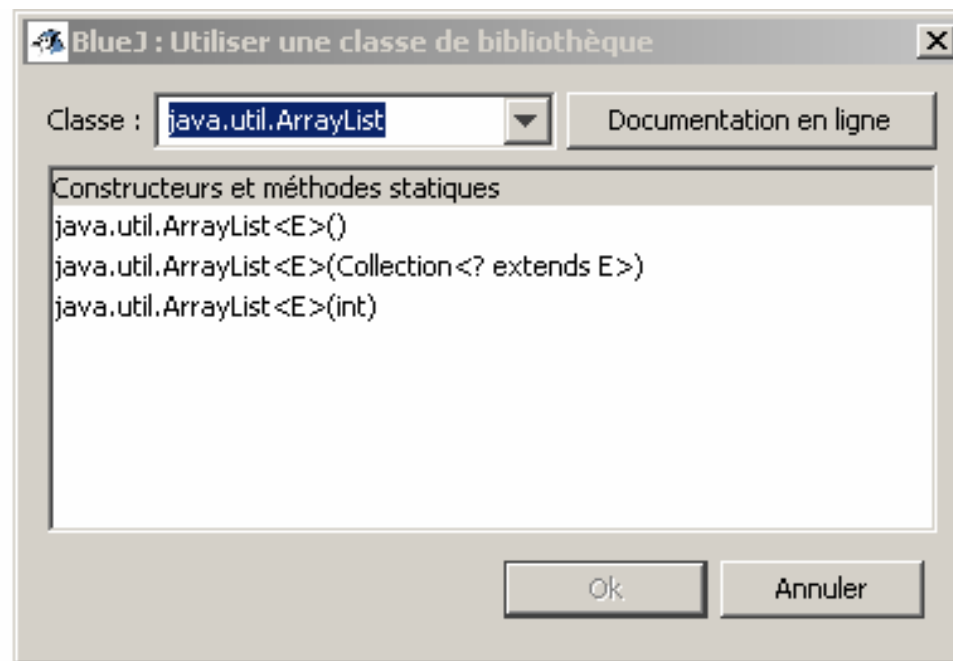 BlueJ : Utiliser une classe de bibliothèque
Classe : java.util.ArrayList Documentation en ligne
Constructeurs et méthodes statiques
java.util.ArrayList<E>()
java.util.ArrayList<E>(Collection<? extends E>)
java.util.ArrayList<E>(int)
Ok Annuler